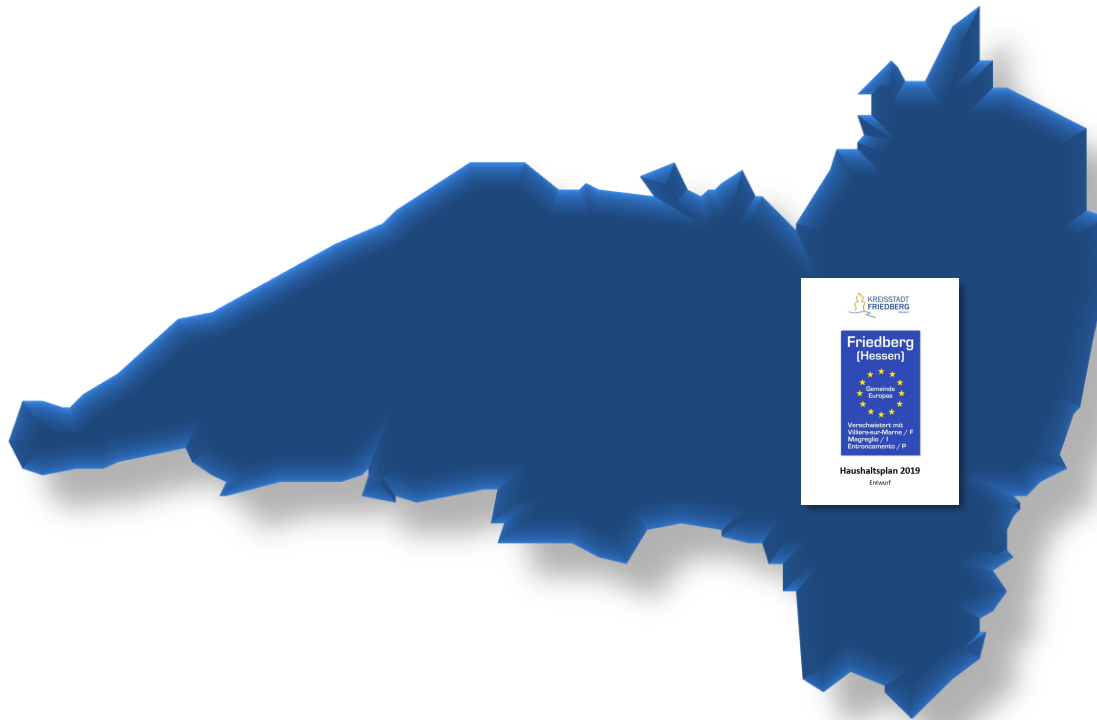 KREISSTADT
FRIEDBERG
Friedberg
(Hessen)
Gemeinde
Europas
Verschwistert mit
Villiers-sur-Marne / F
Magreglio / I
Entroncamento / P
Haushaltsplan 2019
Entwurf